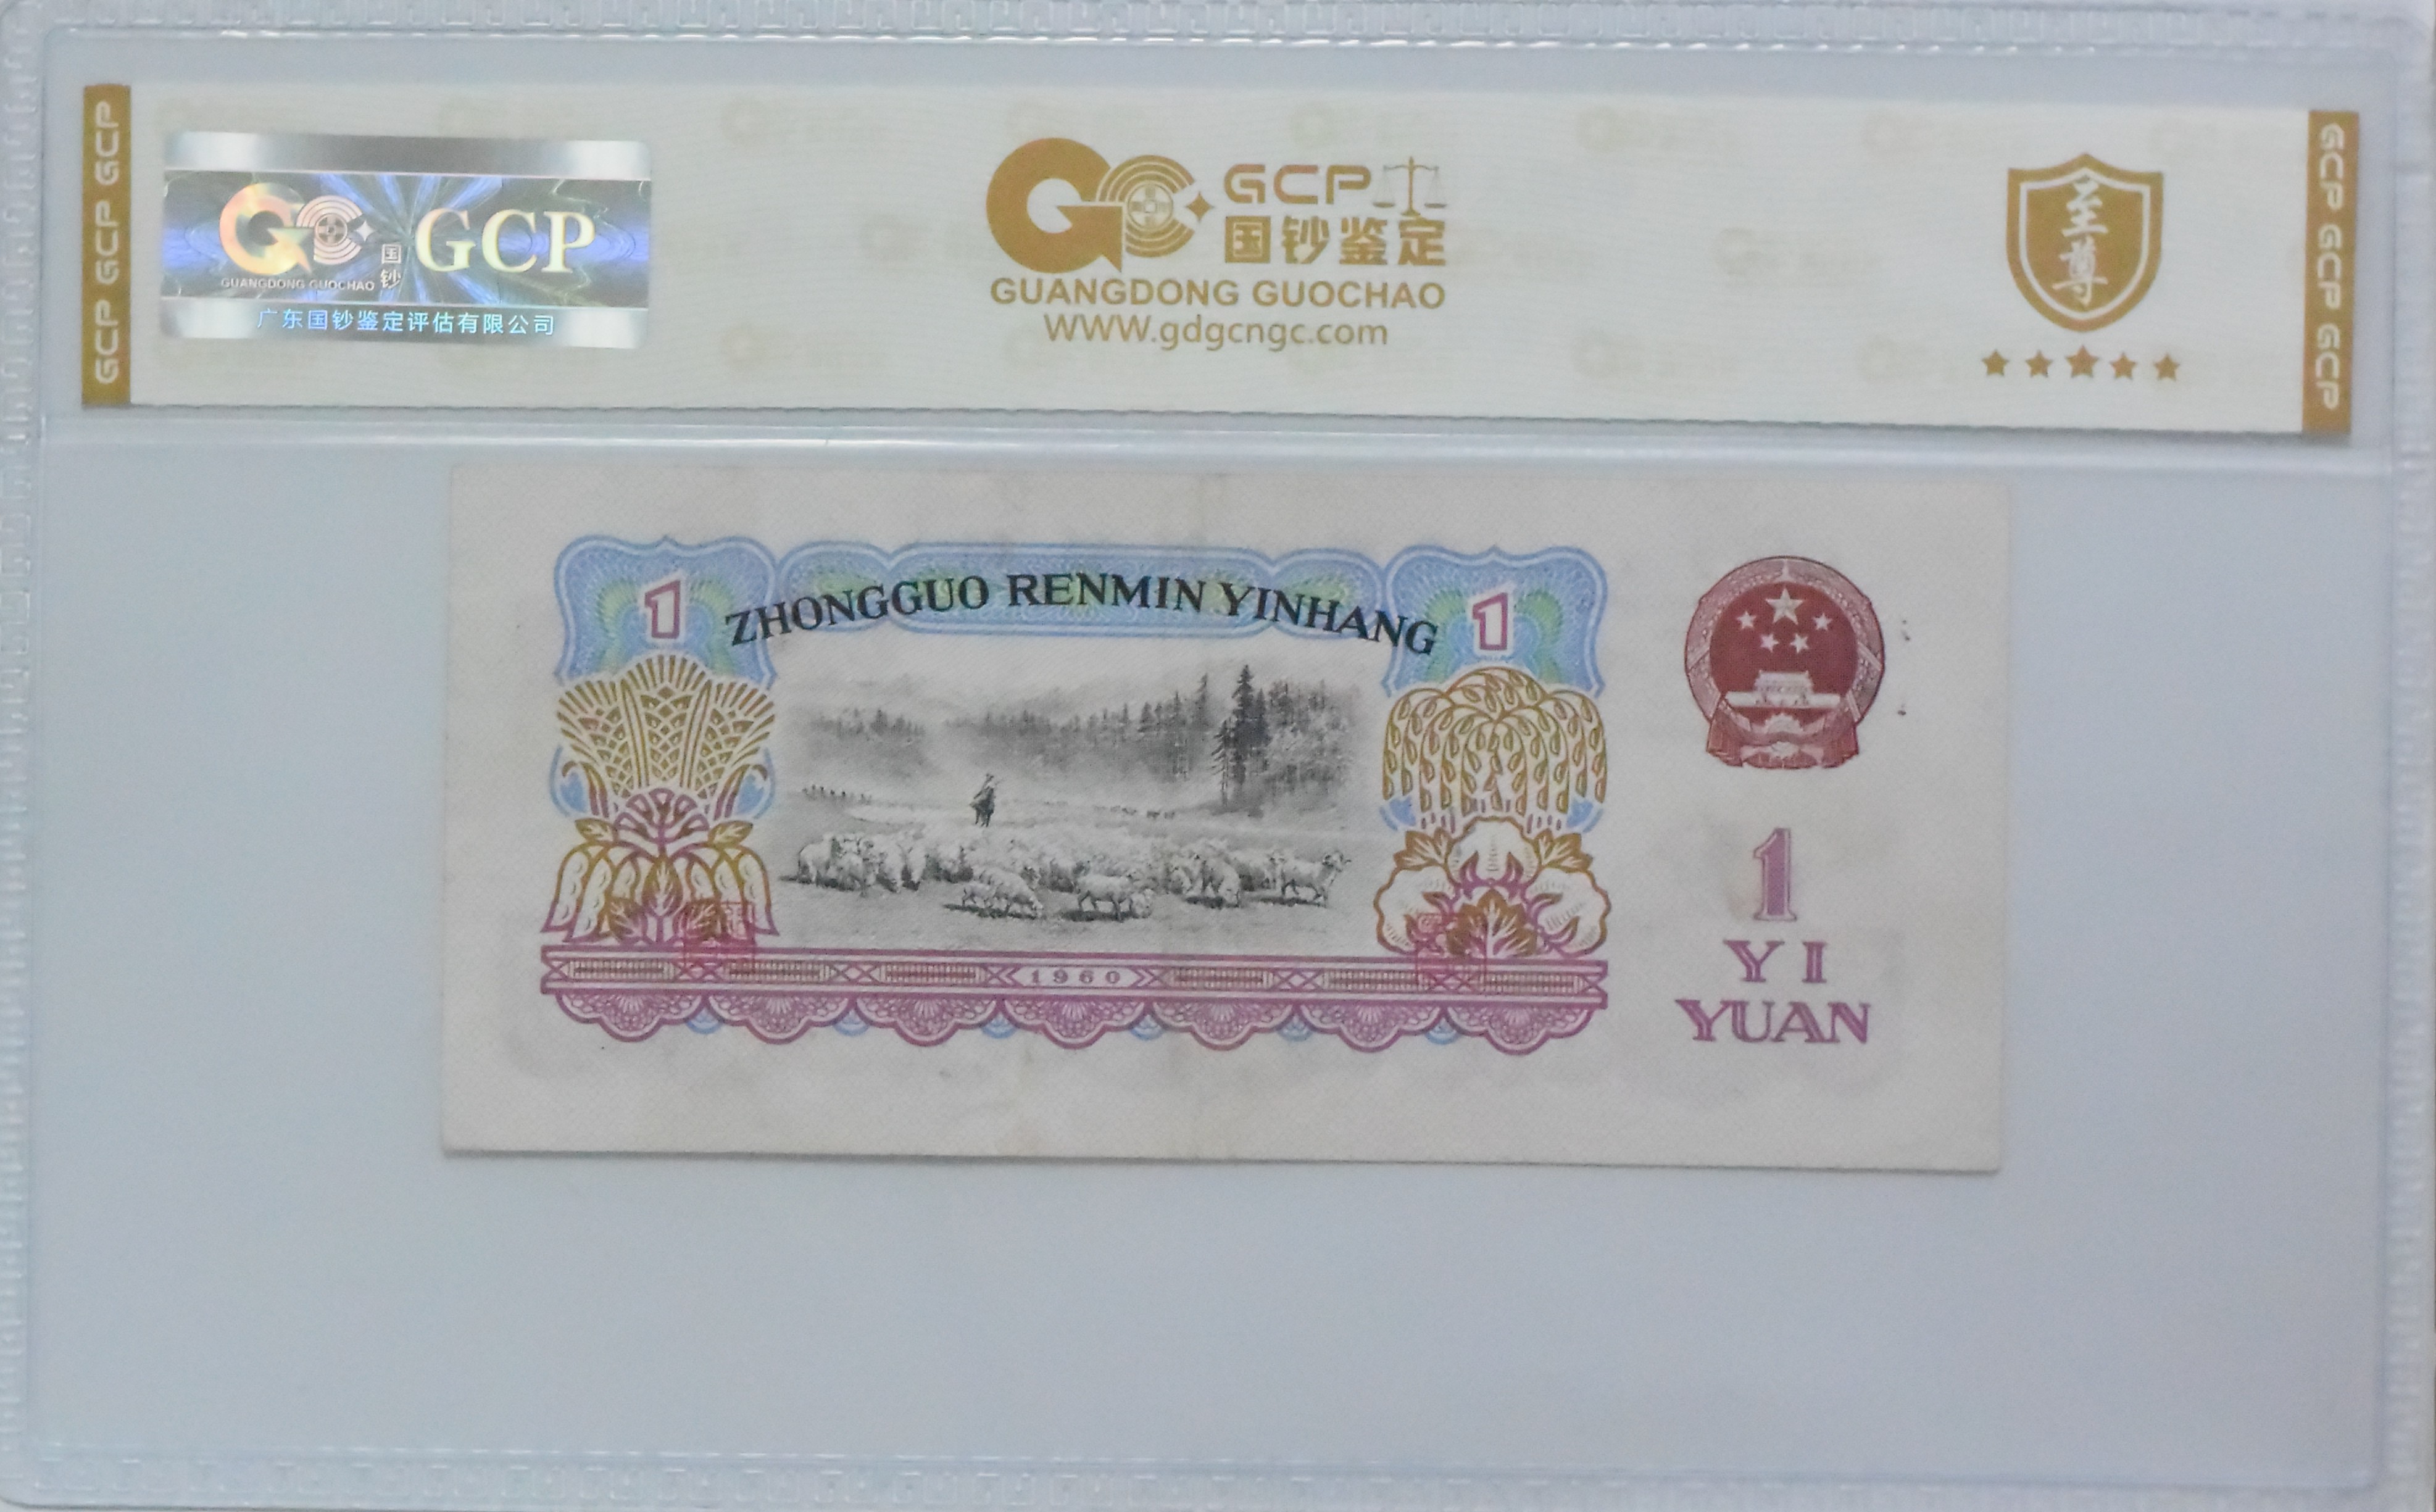 GCP GCP GCP
GUANGDONG GUOCHAO
国钞
GCP
广东国钞鉴定评估有限公司
GCP
国钞鉴定
GUANGDONG GUOCHAO
WWW.gdgcngc.com
至尊
GCP GCP GCP
1
ZHONGGUO RENMIN YINHANG
1
1960
1
YI
YUAN